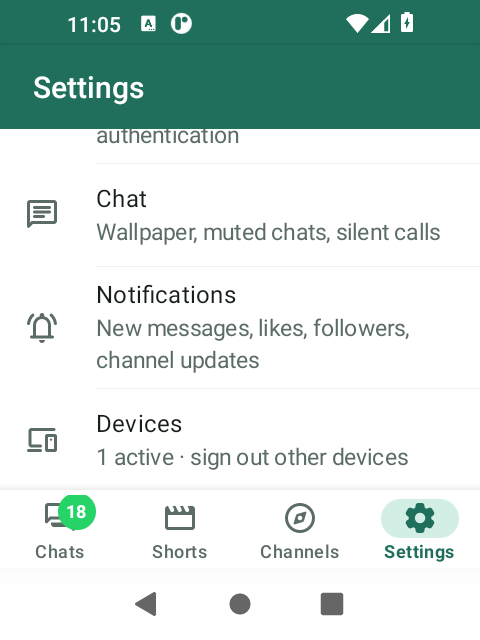 11:05
Settings
authentication
Chat
Wallpaper, muted chats, silent calls
Notifications
New messages, likes, followers,
channel updates
Devices
1 active · sign out other devices
18
Chats
Shorts
Channels
Settings